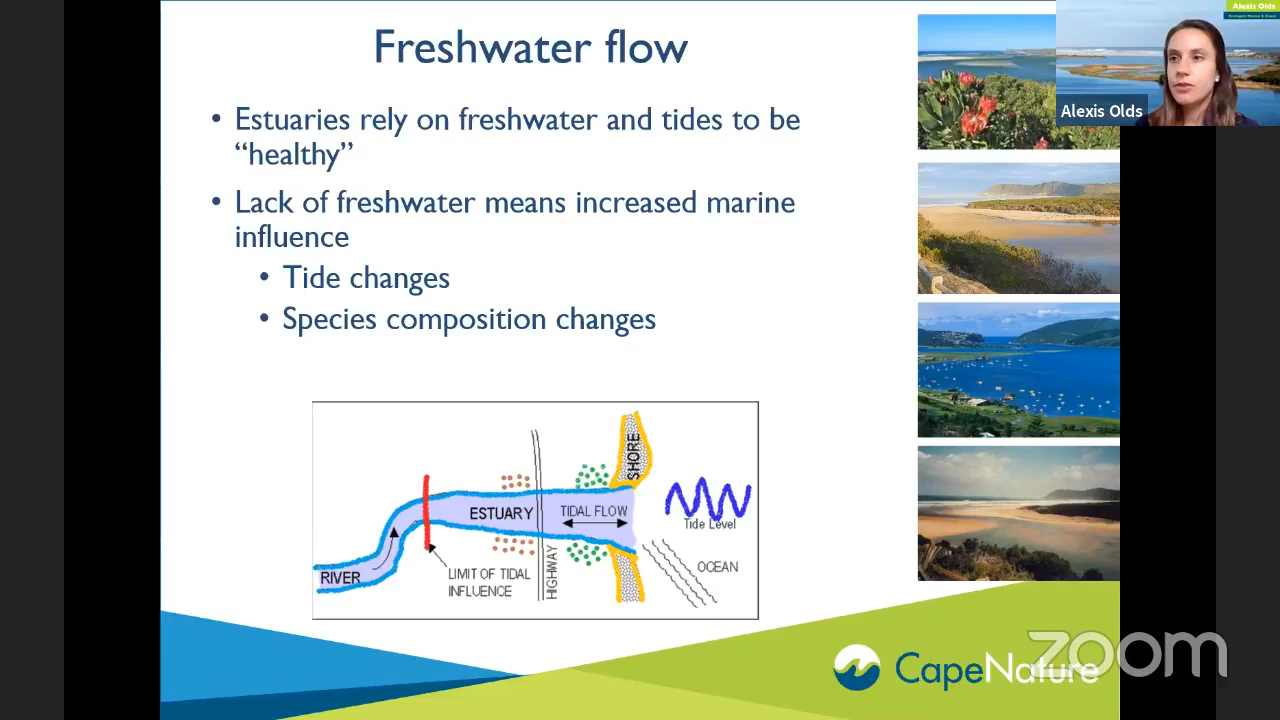 Freshwater flow
• Estuaries rely on freshwater and tides to be
“healthy”
• Lack of freshwater means increased marine
influence
• Tide changes
• Species composition changes
SHORE
ESTUARY
TIDAL FLOW
Tide Level
HIGHWAY
RIVER
LIMIT OF TIDAL
INFLUENCE
OCEAN
CapeNature
zoom
Alexis Olds
Alexis Olds